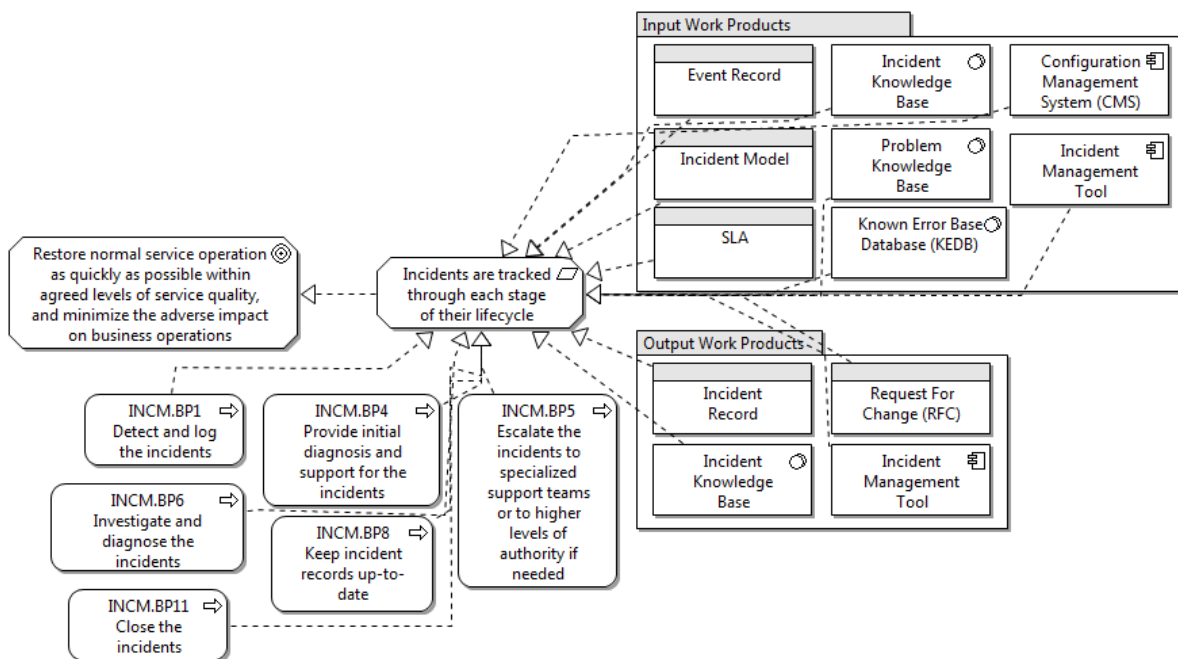 Input Work Products
Event Record
Incident
Knowledge
Base
Configuration
Management
System (CMS)
Incident Model
Problem
Knowledge
Base
Incident
Management
Tool
SLA
Known Error Base
Database (KEDB)
Restore normal service operation
as quickly as possible within
agreed levels of service quality,
and minimize the adverse impact
on business operations
Incidents are tracked
through each stage
of their lifecycle
Output Work Products
Incident
Record
Request For
Change (RFC)
Incident
Knowledge
Base
Incident
Management
Tool
INCM.BP1
Detect and log
the incidents
INCM.BP4
Provide initial
diagnosis and
support for the
incidents
INCM.BP5
Escalate the
incidents to
specialized
support teams
or to higher
levels of
authority if
needed
INCM.BP6
Investigate and
diagnose the
incidents
INCM.BP8
Keep incident
records up-to-
date
INCM.BP11
Close the
incidents